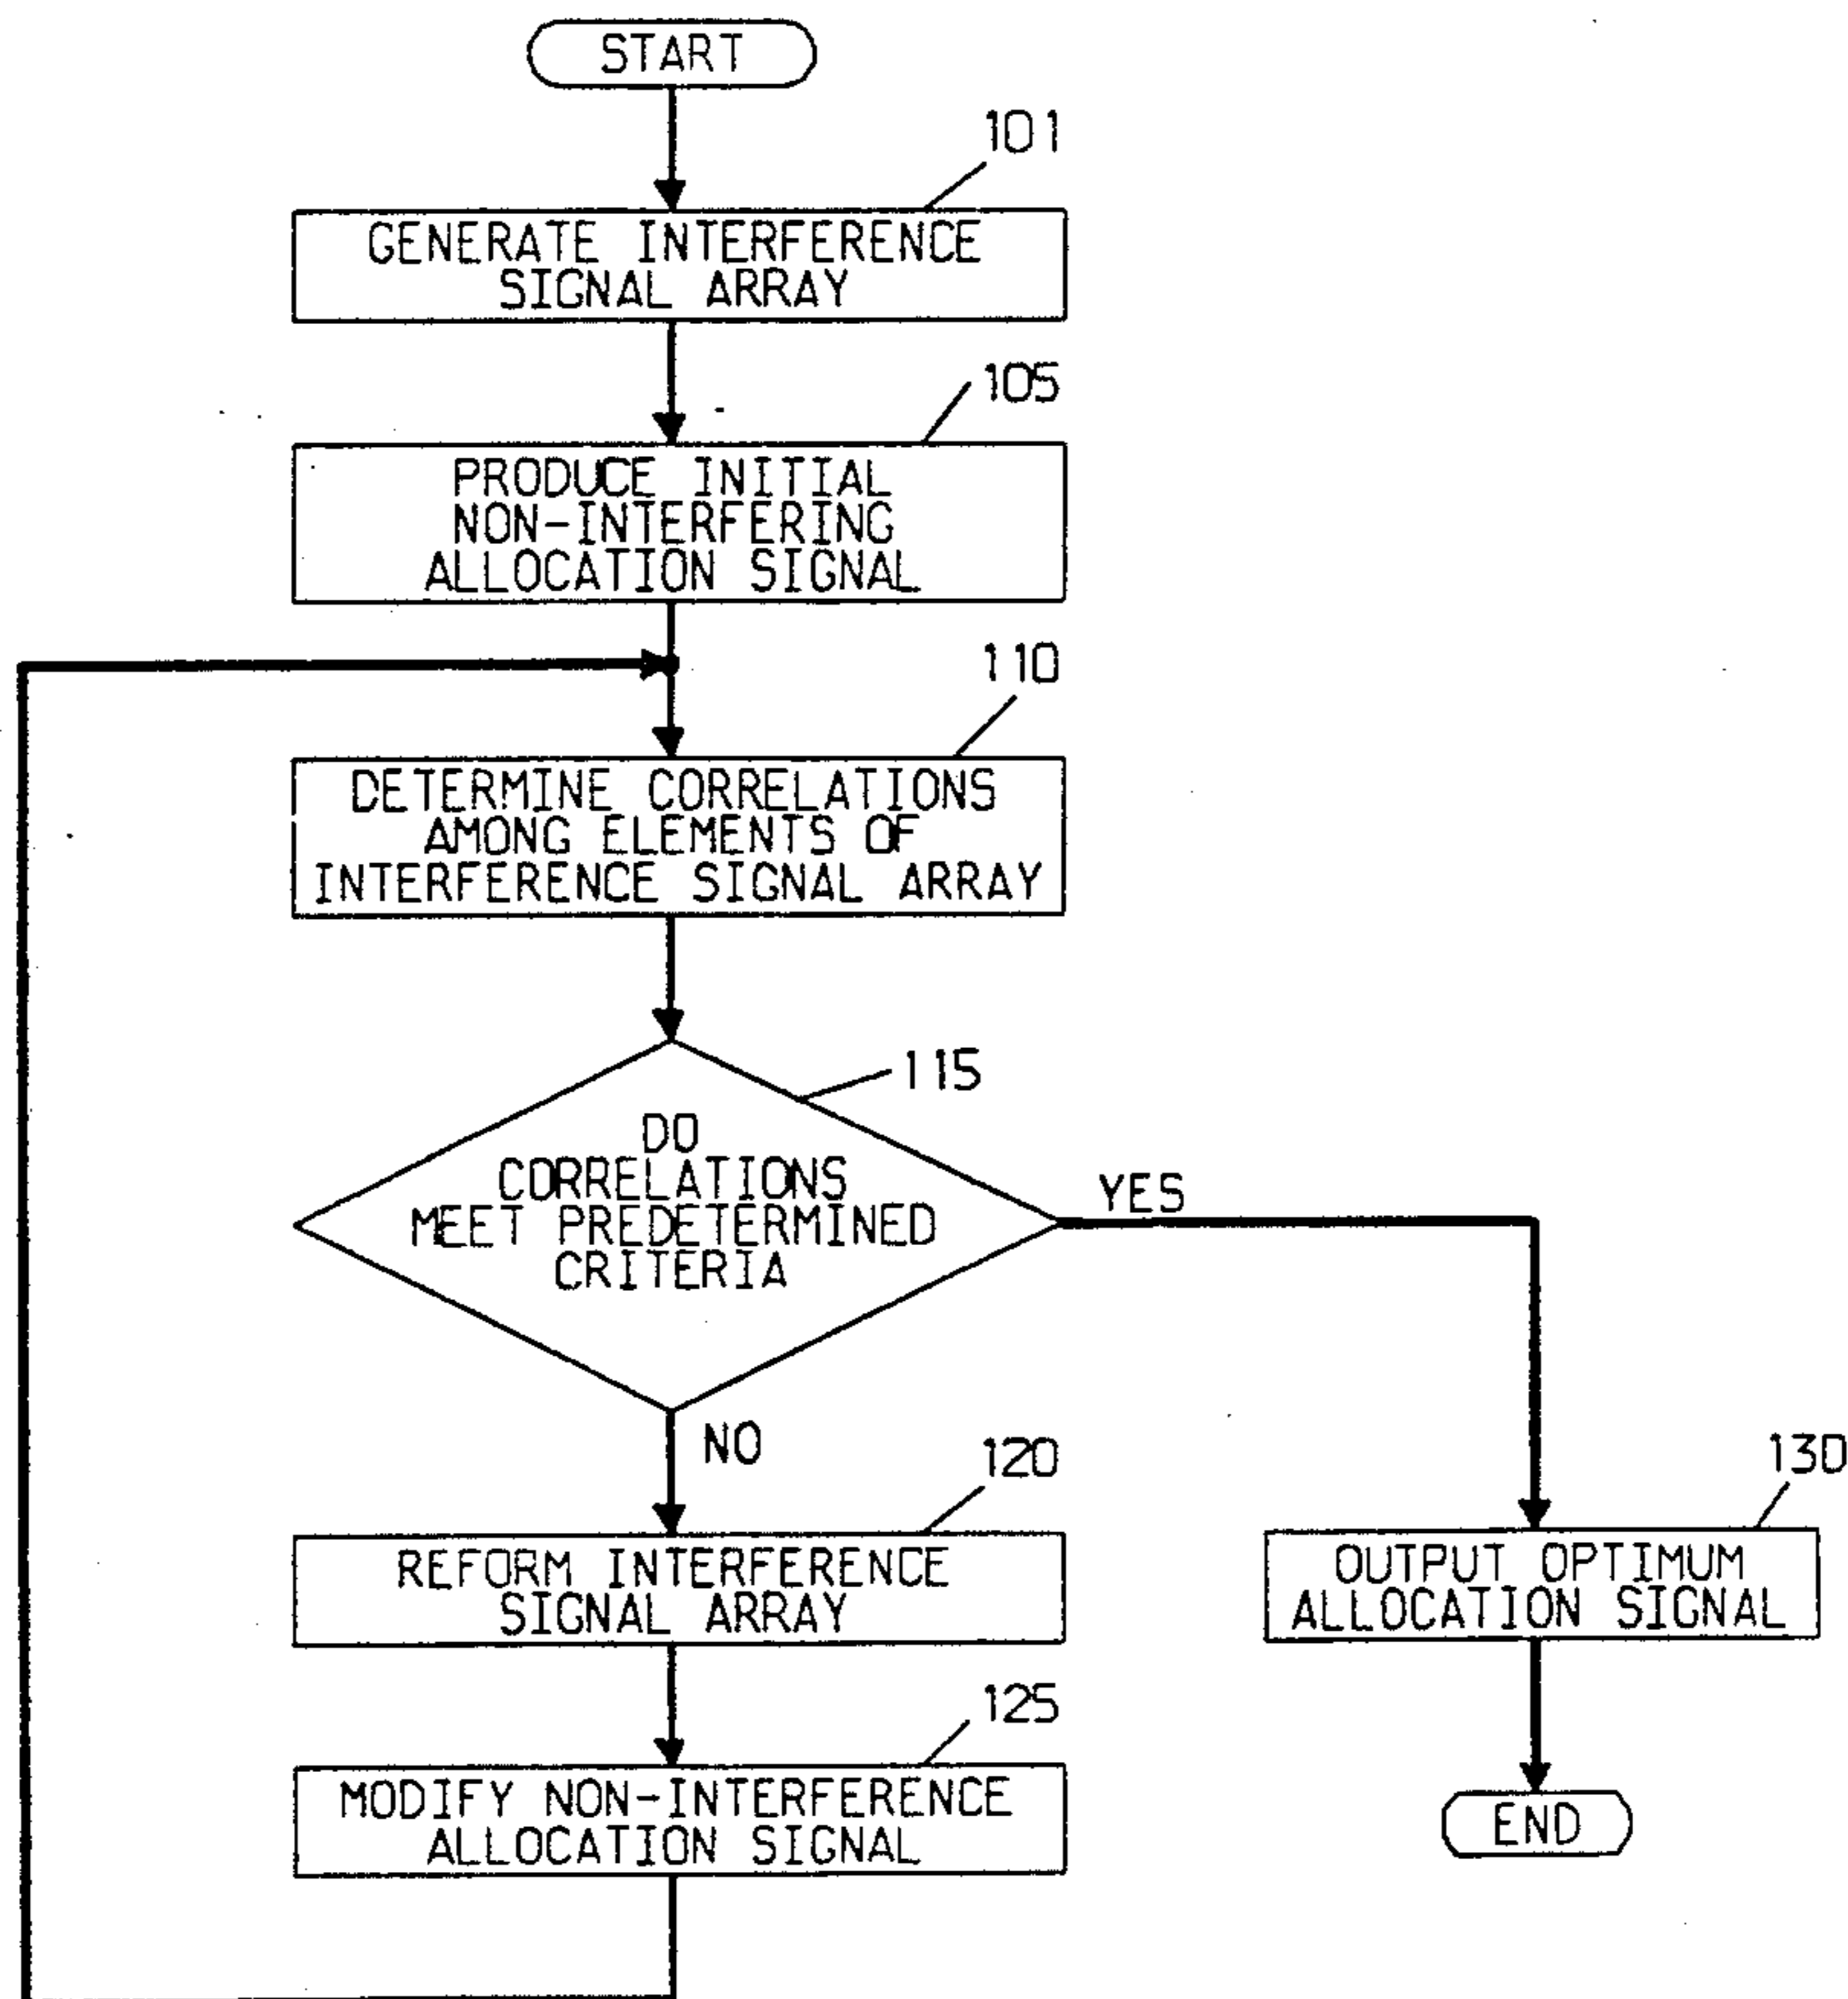 START
101
GENERATE INTERFERENCE
SIGNAL ARRAY
105
PRODUCE INITIAL
NON-INTERFERING
ALLOCATION SIGNAL
110
DETERMINE CORRELATIONS
AMONG ELEMENTS OF
INTERFERENCE SIGNAL ARRAY
115
DO
CORRELATIONS
MEET PREDETERMINED
CRITERIA
YES
NO
120
REFORM INTERFERENCE
SIGNAL ARRAY
125
MODIFY NON-INTERFERENCE
ALLOCATION SIGNAL
130
OUTPUT OPTIMUM
ALLOCATION SIGNAL
END